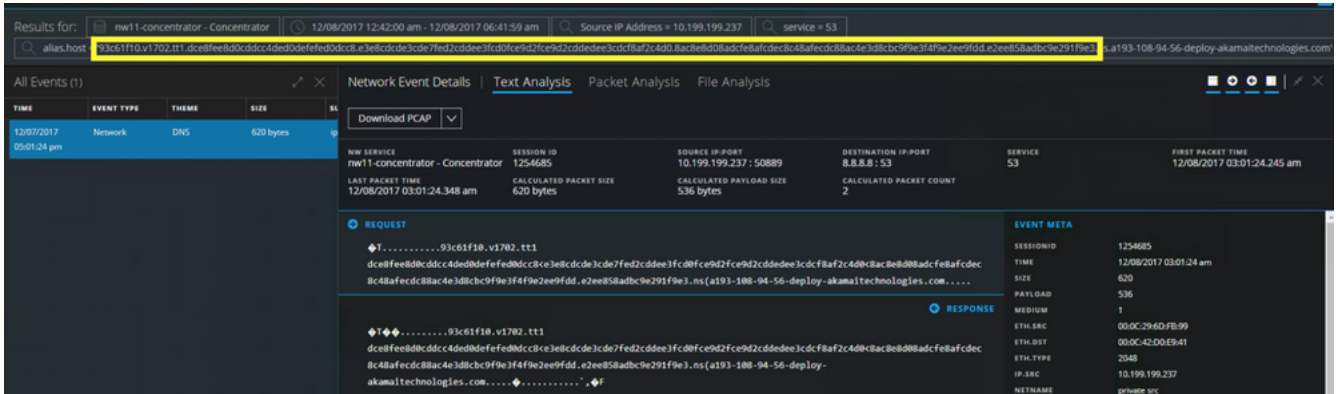 Results for: nw11-concentrator - Concentrator 12/08/2017 12:42:00 am - 12/08/2017 06:41:59 am Source IP Address = 10.199.199.237 service = 53
alias.host = '93c61f10.v1702.tt1.dce8fee8d0cddcc4ded0defefed0dcc8.e3e8cdcde3cde7fed2cddee3fcd0fce9d2fce9d2cddedee3cdcf8af2c4d0.8ac8e8d08adcfe8afcdec8c48afecdc88ac4e3d8cbc9f9e3f4f9e2ee9fdd.e2ee858adbc9e291f9e3.ns.a193-108-94-56-deploy-akamaitechnologies.com'
All Events (1)
Network Event Details | Text Analysis Packet Analysis File Analysis
TIME EVENT TYPE THEME SIZE SU
12/07/2017 05:01:24 pm Network DNS 620 bytes ip
Download PCAP
NW SERVICE SESSION ID SOURCE IP:PORT DESTINATION IP:PORT SERVICE FIRST PACKET TIME
nw11-concentrator - Concentrator 1254685 10.199.199.237 : 50889 8.8.8.8 : 53 53 12/08/2017 03:01:24.245 am
LAST PACKET TIME CALCULATED PACKET SIZE CALCULATED PAYLOAD SIZE CALCULATED PACKET COUNT
12/08/2017 03:01:24.348 am 620 bytes 536 bytes 2
REQUEST
�T...........93c61f10.v1702.tt1
dce8fee8d0cddcc4ded0defefed0dcc8<e3e8cdcde3cde7fed2cddee3fcd0fce9d2fce9d2cddedee3cdcf8af2c4d0<8ac8e8d08adcfe8afcdec
8c48afecdc88ac4e3d8cbc9f9e3f4f9e2ee9fdd.e2ee858adbc9e291f9e3.ns(a193-108-94-56-deploy-akamaitechnologies.com.....
RESPONSE
�T��.........93c61f10.v1702.tt1
dce8fee8d0cddcc4ded0defefed0dcc8<e3e8cdcde3cde7fed2cddee3fcd0fce9d2fce9d2cddedee3cdcf8af2c4d0<8ac8e8d08adcfe8afcdec
8c48afecdc88ac4e3d8cbc9f9e3f4f9e2ee9fdd.e2ee858adbc9e291f9e3.ns(a193-108-94-56-deploy-
akamaitechnologies.com.....�...........`,�F
EVENT META
SESSIONID 1254685
TIME 12/08/2017 03:01:24 am
SIZE 620
PAYLOAD 536
MEDIUM 1
ETH.SRC 00:0C:29:6D:FB:99
ETH.DST 00:0C:42:D0:E9:41
ETH.TYPE 2048
IP.SRC 10.199.199.237
NETNAME private src